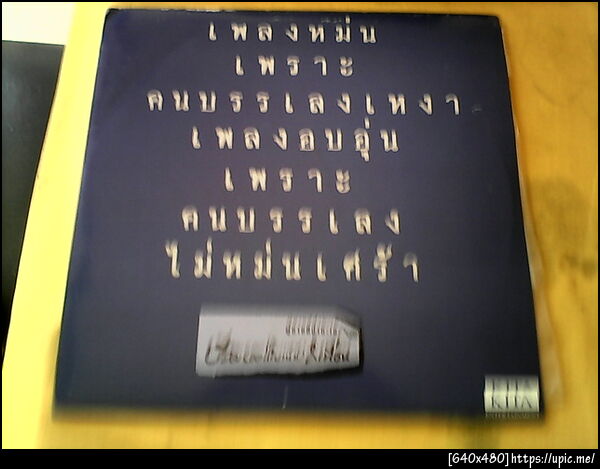 เพลงหม่น
เพราะ
คนบรรเลงเหงา
เพลงอบอุ่น
เพราะ
คนบรรเลง
ไม่หม่นเศร้า
KITA
[640x480]https://upic.me/